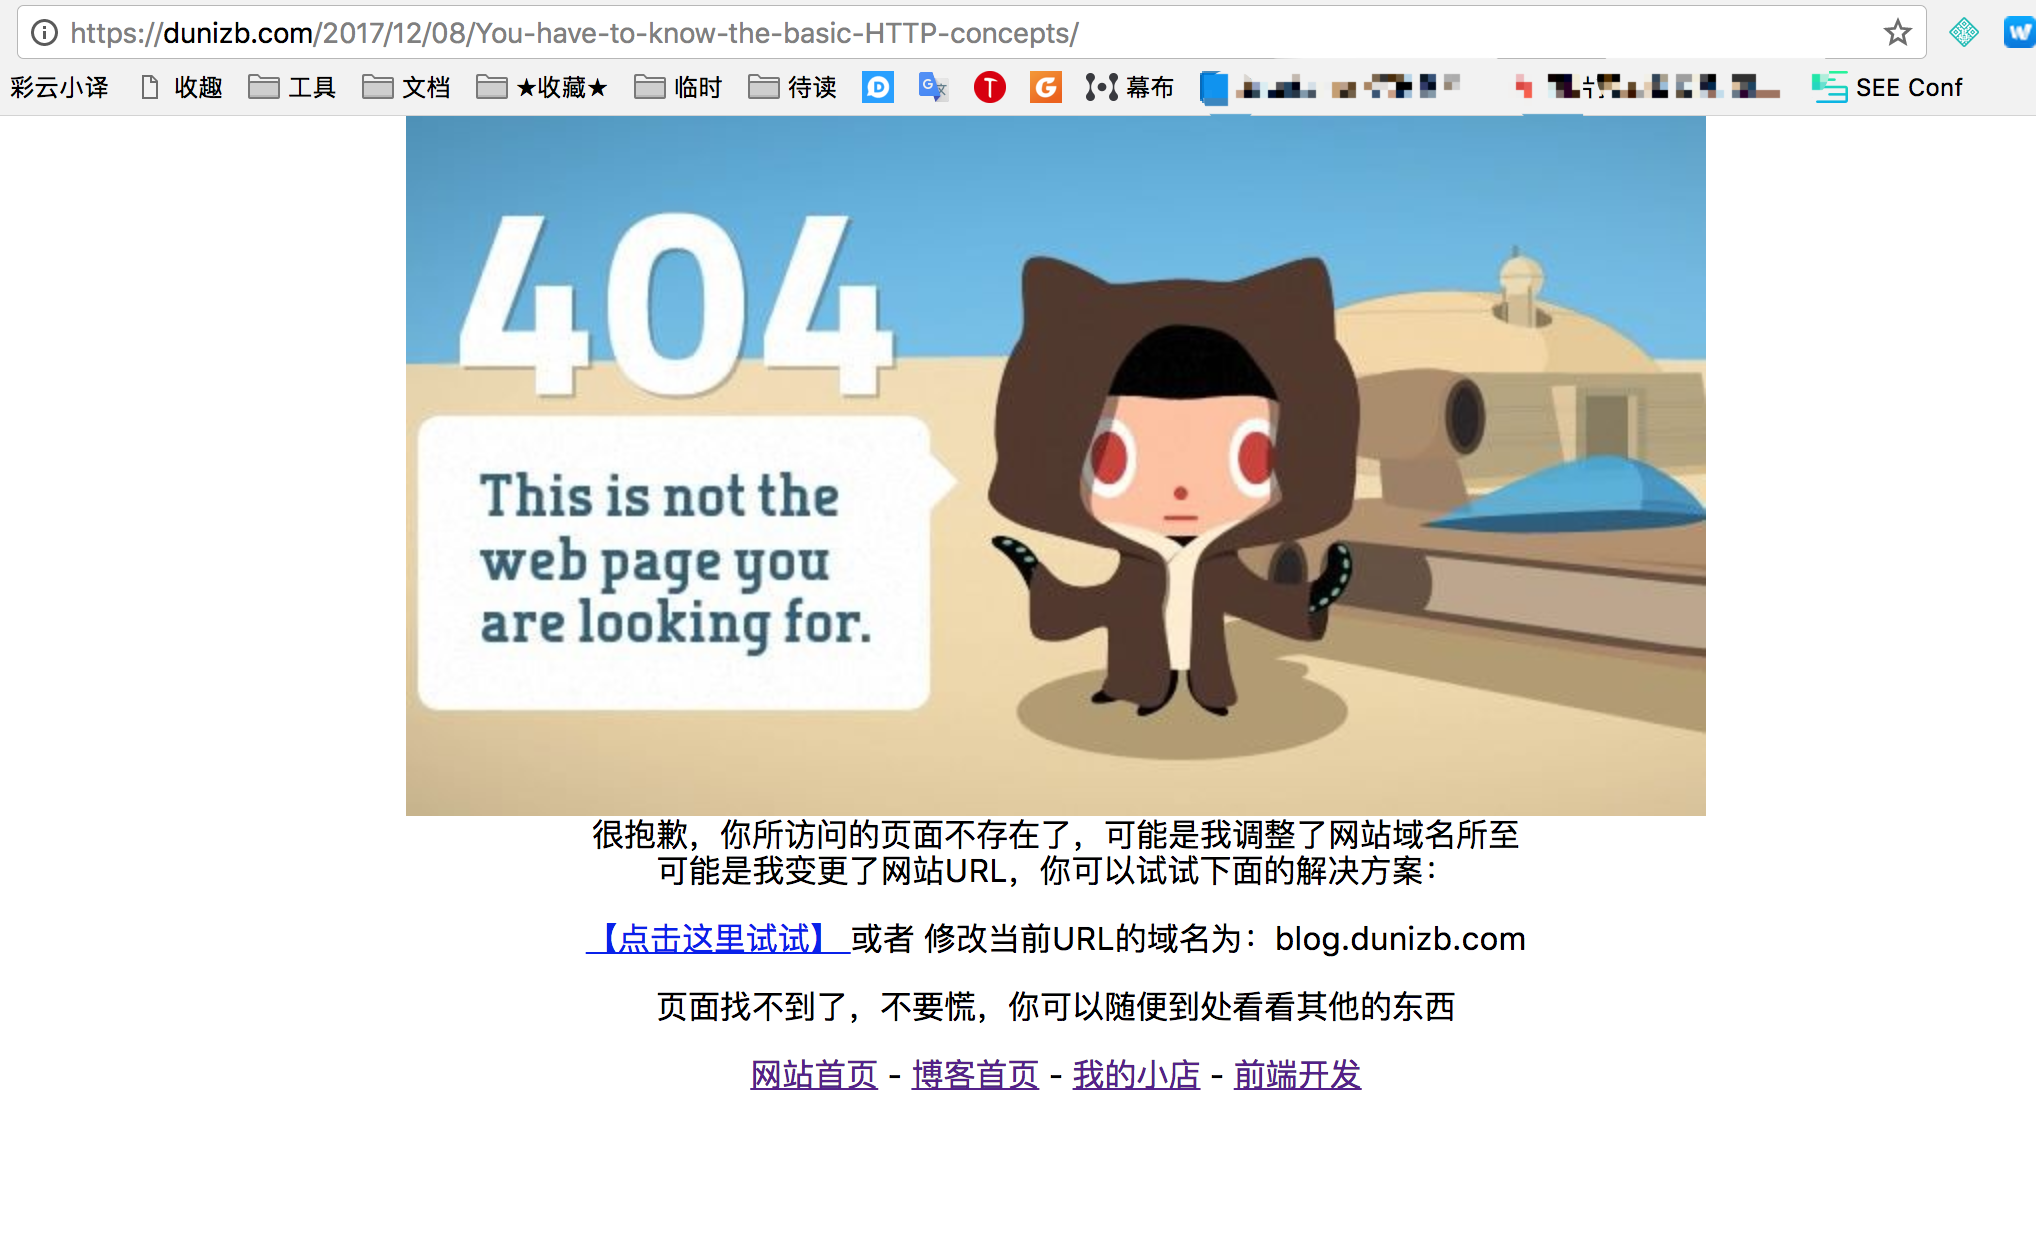 https://dunizb.com/2017/12/08/You-have-to-know-the-basic-HTTP-concepts/
彩云小译 收趣 工具 文档 ★收藏★ 临时 待读 幕布 SEE Conf
404
This is not the
web page you
are looking for.
很抱歉，你所访问的页面不存在了，可能是我调整了网站域名所至
可能是我变更了网站URL，你可以试试下面的解决方案：
【点击这里试试】 或者 修改当前URL的域名为：blog.dunizb.com
页面找不到了，不要慌，你可以随便到处看看其他的东西
网站首页 - 博客首页 - 我的小店 - 前端开发